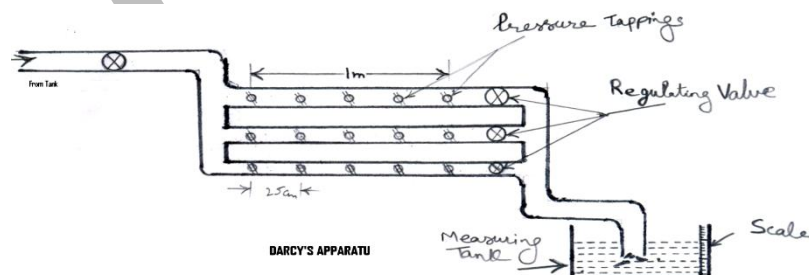 Pressure Tappings
1m
From Tank
Regulating Valve
25cm
Scale
Measuring
Tank
DARCY'S APPARATU